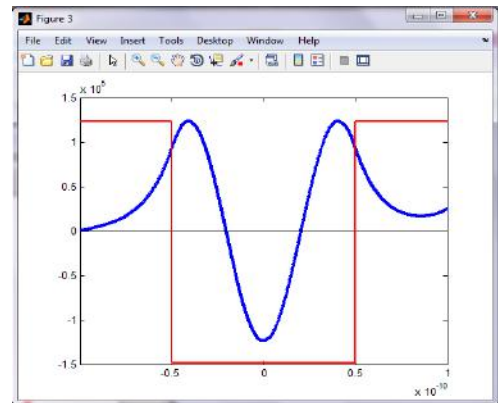 Figure 3
File Edit View Insert Tools Desktop Window Help
x 10^5
1.5
1
0.5
0
-0.5
-1
-1.5
-0.5 0 0.5 1
x 10^-10